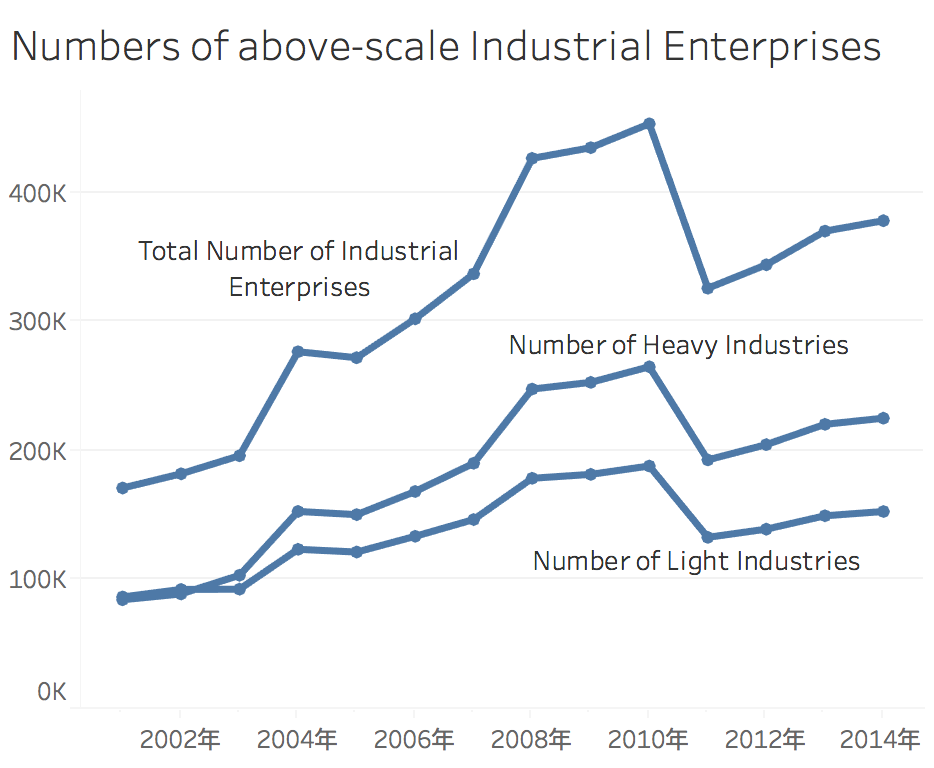 Numbers of above-scale Industrial Enterprises
400K
Total Number of Industrial
Enterprises
300K
Number of Heavy Industries
200K
Number of Light Industries
100K
0K
2002年 2004年 2006年 2008年 2010年 2012年 2014年